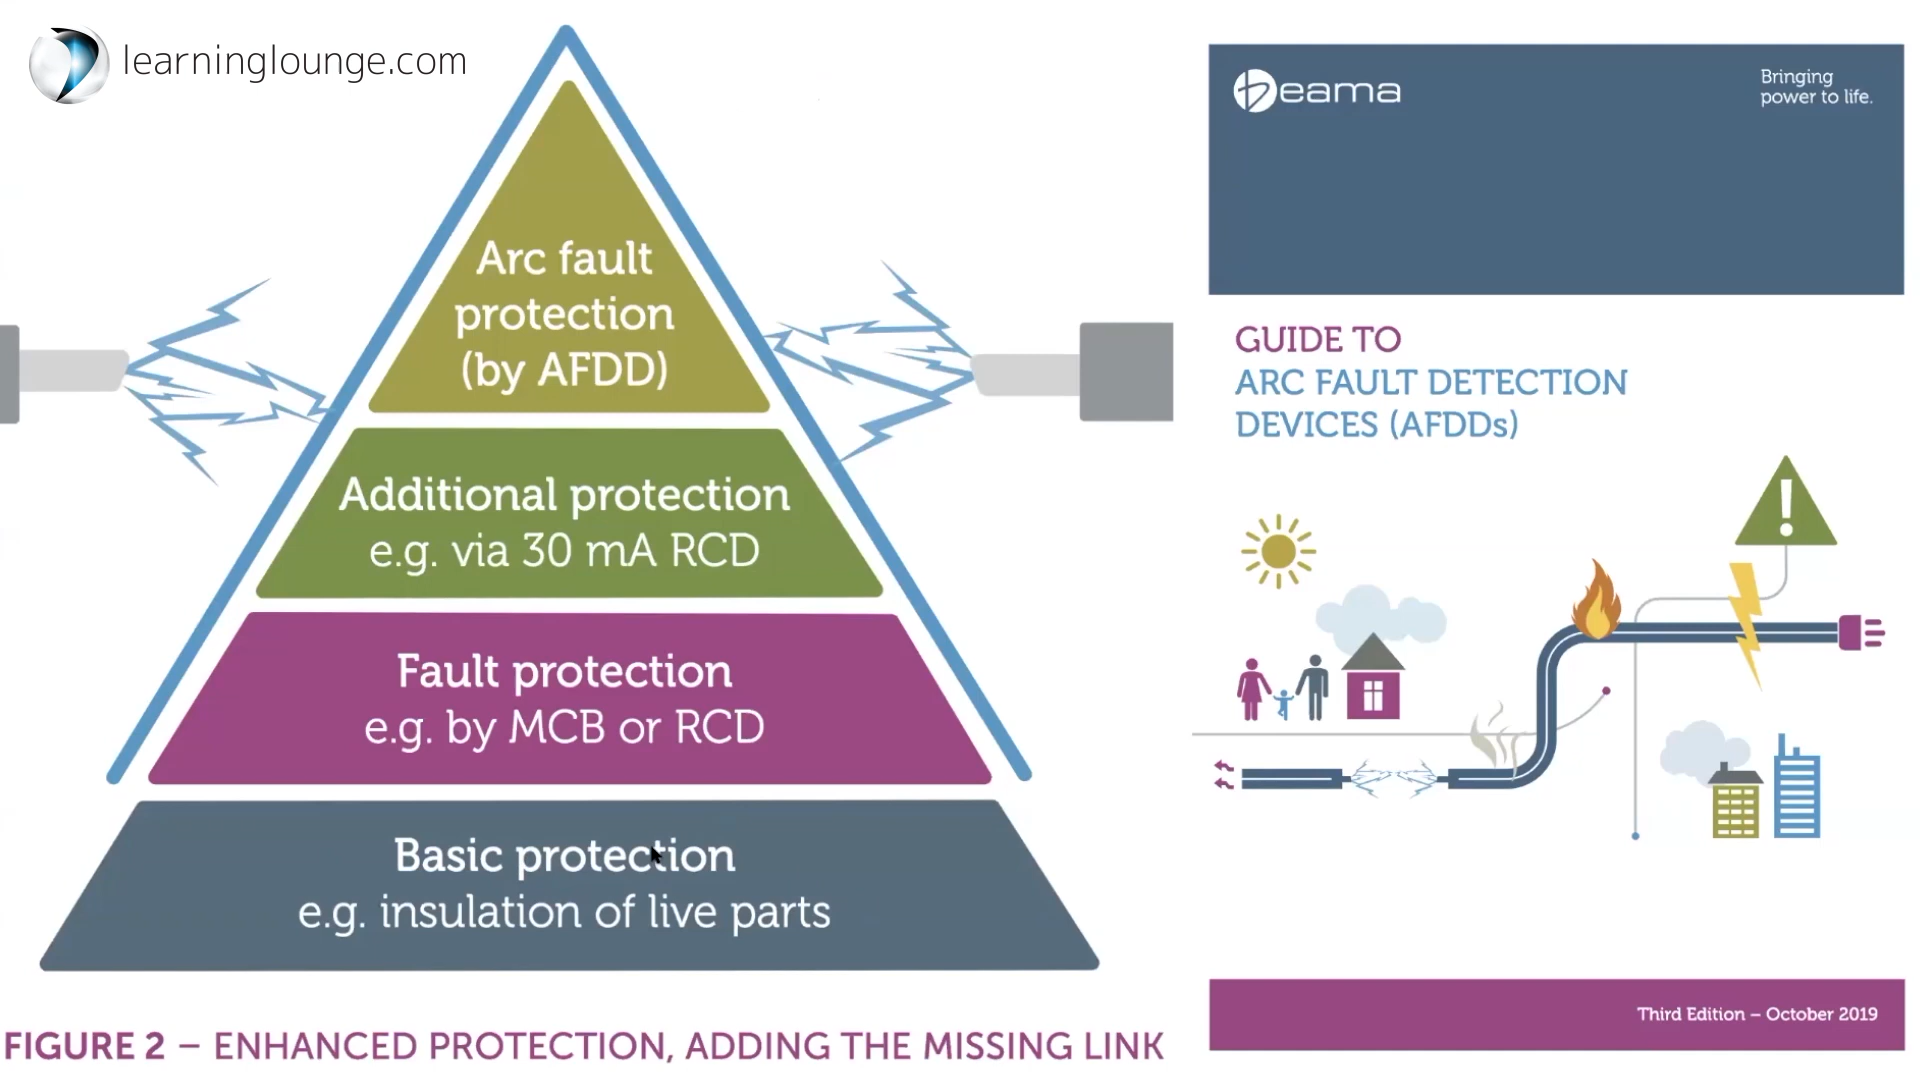 learninglounge.com
Arc fault
protection
(by AFDD)
Additional protection
e.g. via 30 mA RCD
Fault protection
e.g. by MCB or RCD
Basic protection
e.g. insulation of live parts
FIGURE 2 – ENHANCED PROTECTION, ADDING THE MISSING LINK
beama
Bringing
power to life.
GUIDE TO
ARC FAULT DETECTION
DEVICES (AFDDs)
!
Third Edition – October 2019